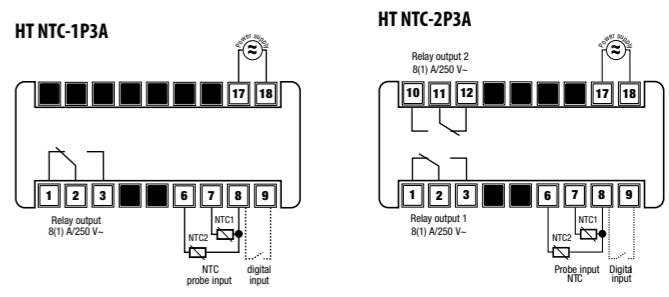 HT NTC-1P3A
Power supply
17 18
1 2 3 6 7 8 9
Relay output
8(1) A/250 V~
NTC1
NTC2
NTC
probe input
digital
input
HT NTC-2P3A
Relay output 2
8(1) A/250 V~
Power supply
10 11 12 17 18
1 2 3 6 7 8 9
Relay output 1
8(1) A/250 V~
NTC1
NTC2
Probe input
NTC
Digital
input